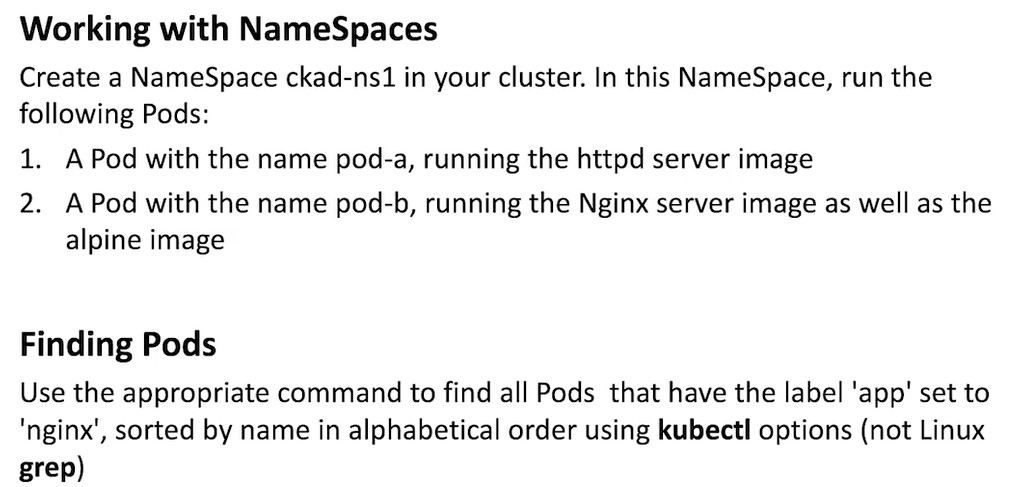 Working with NameSpaces
Create a NameSpace ckad-ns1 in your cluster. In this NameSpace, run the
following Pods:
1. A Pod with the name pod-a, running the httpd server image
2. A Pod with the name pod-b, running the Nginx server image as well as the
alpine image
Finding Pods
Use the appropriate command to find all Pods  that have the label 'app' set to
'nginx', sorted by name in alphabetical order using kubectl options (not Linux
grep)